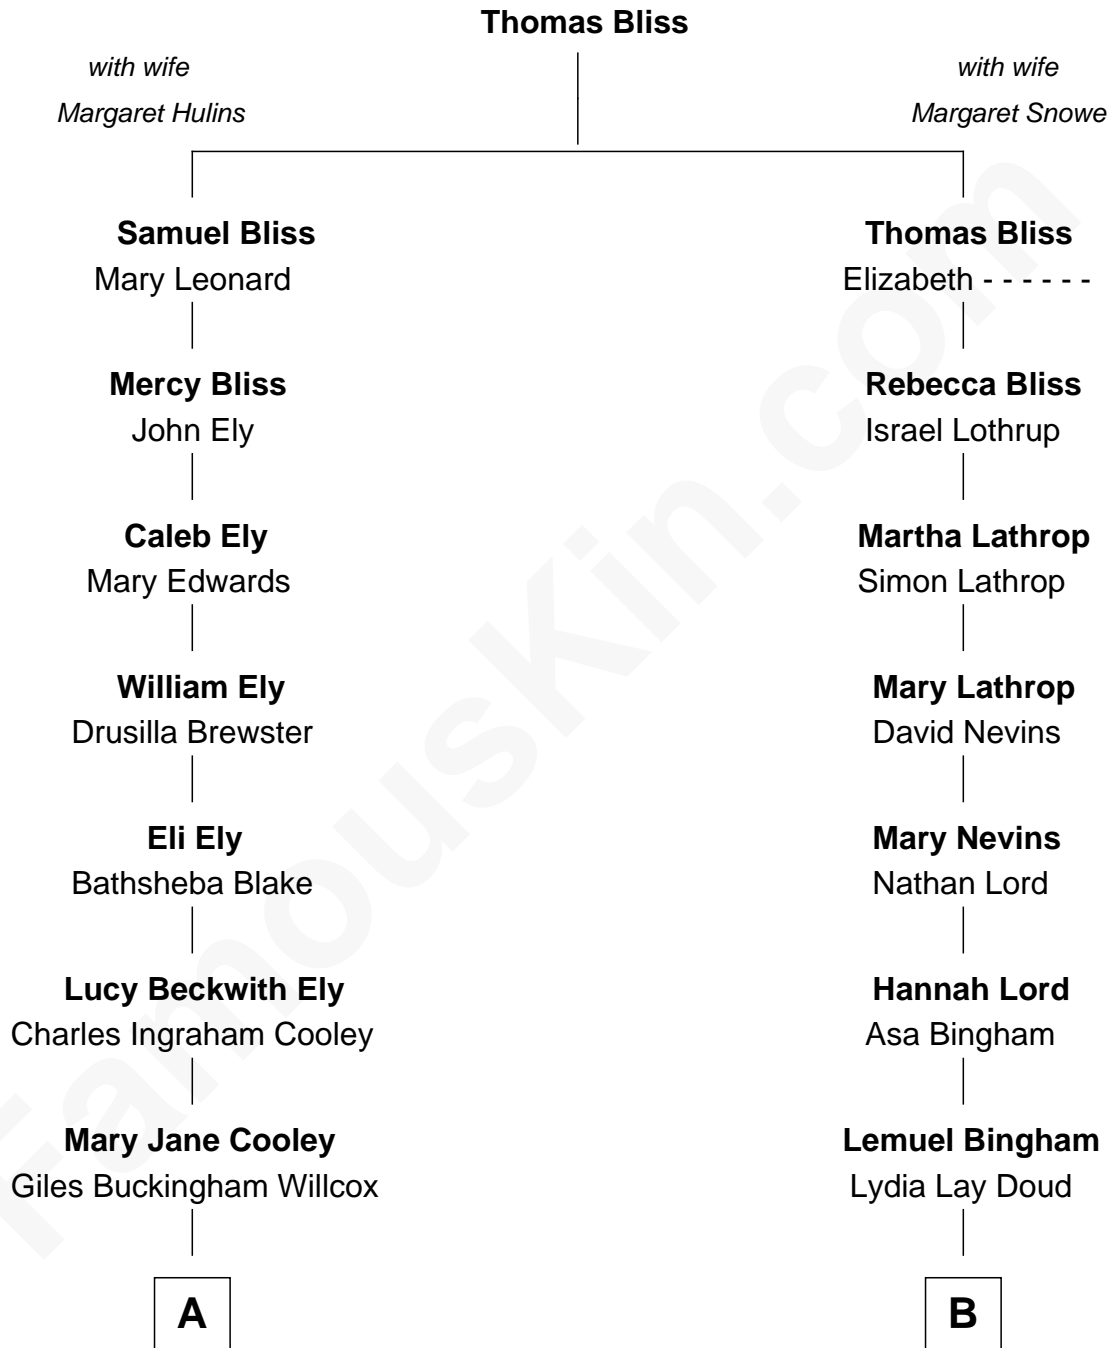 Thomas Bliss
with wife
Margaret Hulins
with wife
Margaret Snowe
Samuel Bliss
Mary Leonard
Thomas Bliss
Elizabeth - - - - - -
Mercy Bliss
John Ely
Rebecca Bliss
Israel Lothrup
Caleb Ely
Mary Edwards
Martha Lathrop
Simon Lathrop
William Ely
Drusilla Brewster
Mary Lathrop
David Nevins
Eli Ely
Bathsheba Blake
Mary Nevins
Nathan Lord
Lucy Beckwith Ely
Charles Ingraham Cooley
Hannah Lord
Asa Bingham
Mary Jane Cooley
Giles Buckingham Willcox
Lemuel Bingham
Lydia Lay Doud
A
B
FamousKin.com